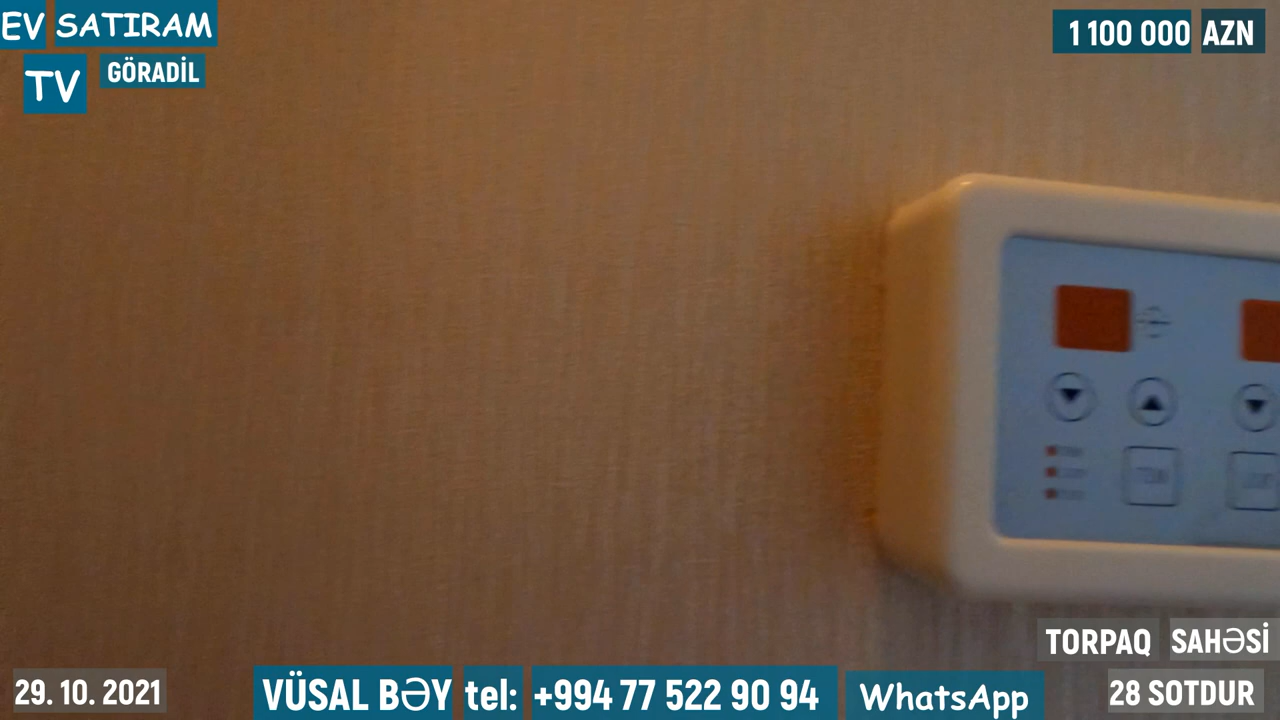 EV SATIRAM
TV GÖRADİL
1 100 000 AZN
TORPAQ SAHƏSİ
28 SOTDUR
29. 10. 2021
VÜSAL BƏY tel: +994 77 522 90 94 WhatsApp